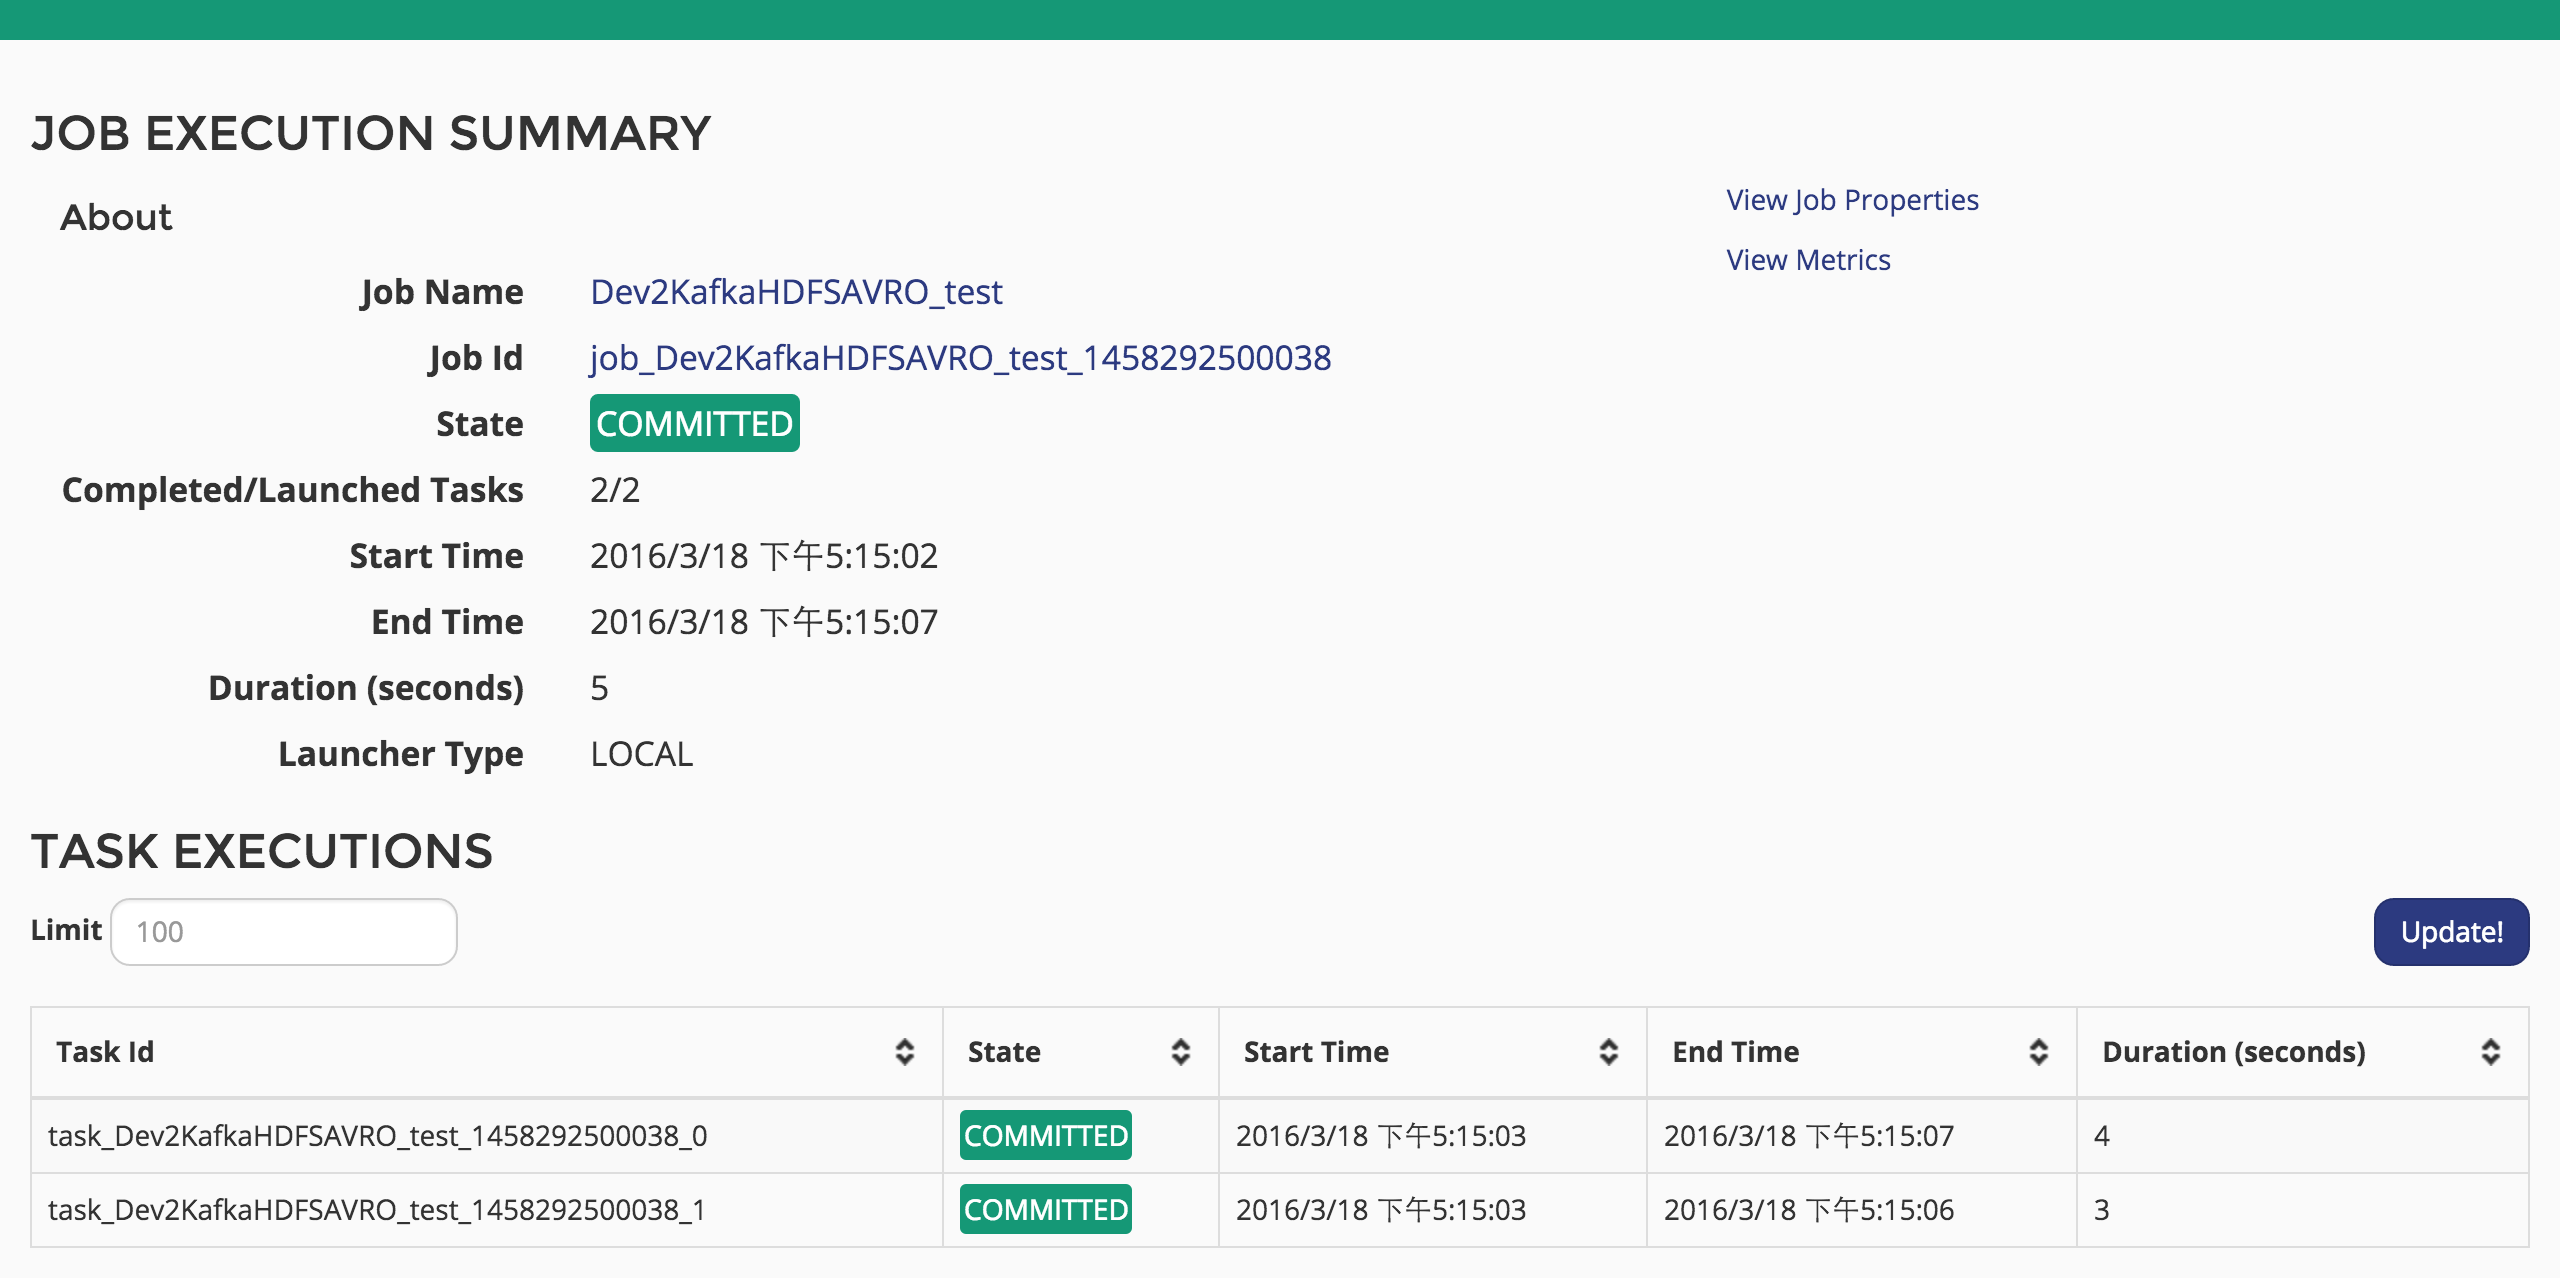 JOB EXECUTION SUMMARY
About
View Job Properties
View Metrics
Job Name Dev2KafkaHDFSAVRO_test
Job Id job_Dev2KafkaHDFSAVRO_test_1458292500038
State COMMITTED
Completed/Launched Tasks 2/2
Start Time 2016/3/18 下午5:15:02
End Time 2016/3/18 下午5:15:07
Duration (seconds) 5
Launcher Type LOCAL
TASK EXECUTIONS
Limit 100 Update!
Task Id State Start Time End Time Duration (seconds)
task_Dev2KafkaHDFSAVRO_test_1458292500038_0 COMMITTED 2016/3/18 下午5:15:03 2016/3/18 下午5:15:07 4
task_Dev2KafkaHDFSAVRO_test_1458292500038_1 COMMITTED 2016/3/18 下午5:15:03 2016/3/18 下午5:15:06 3